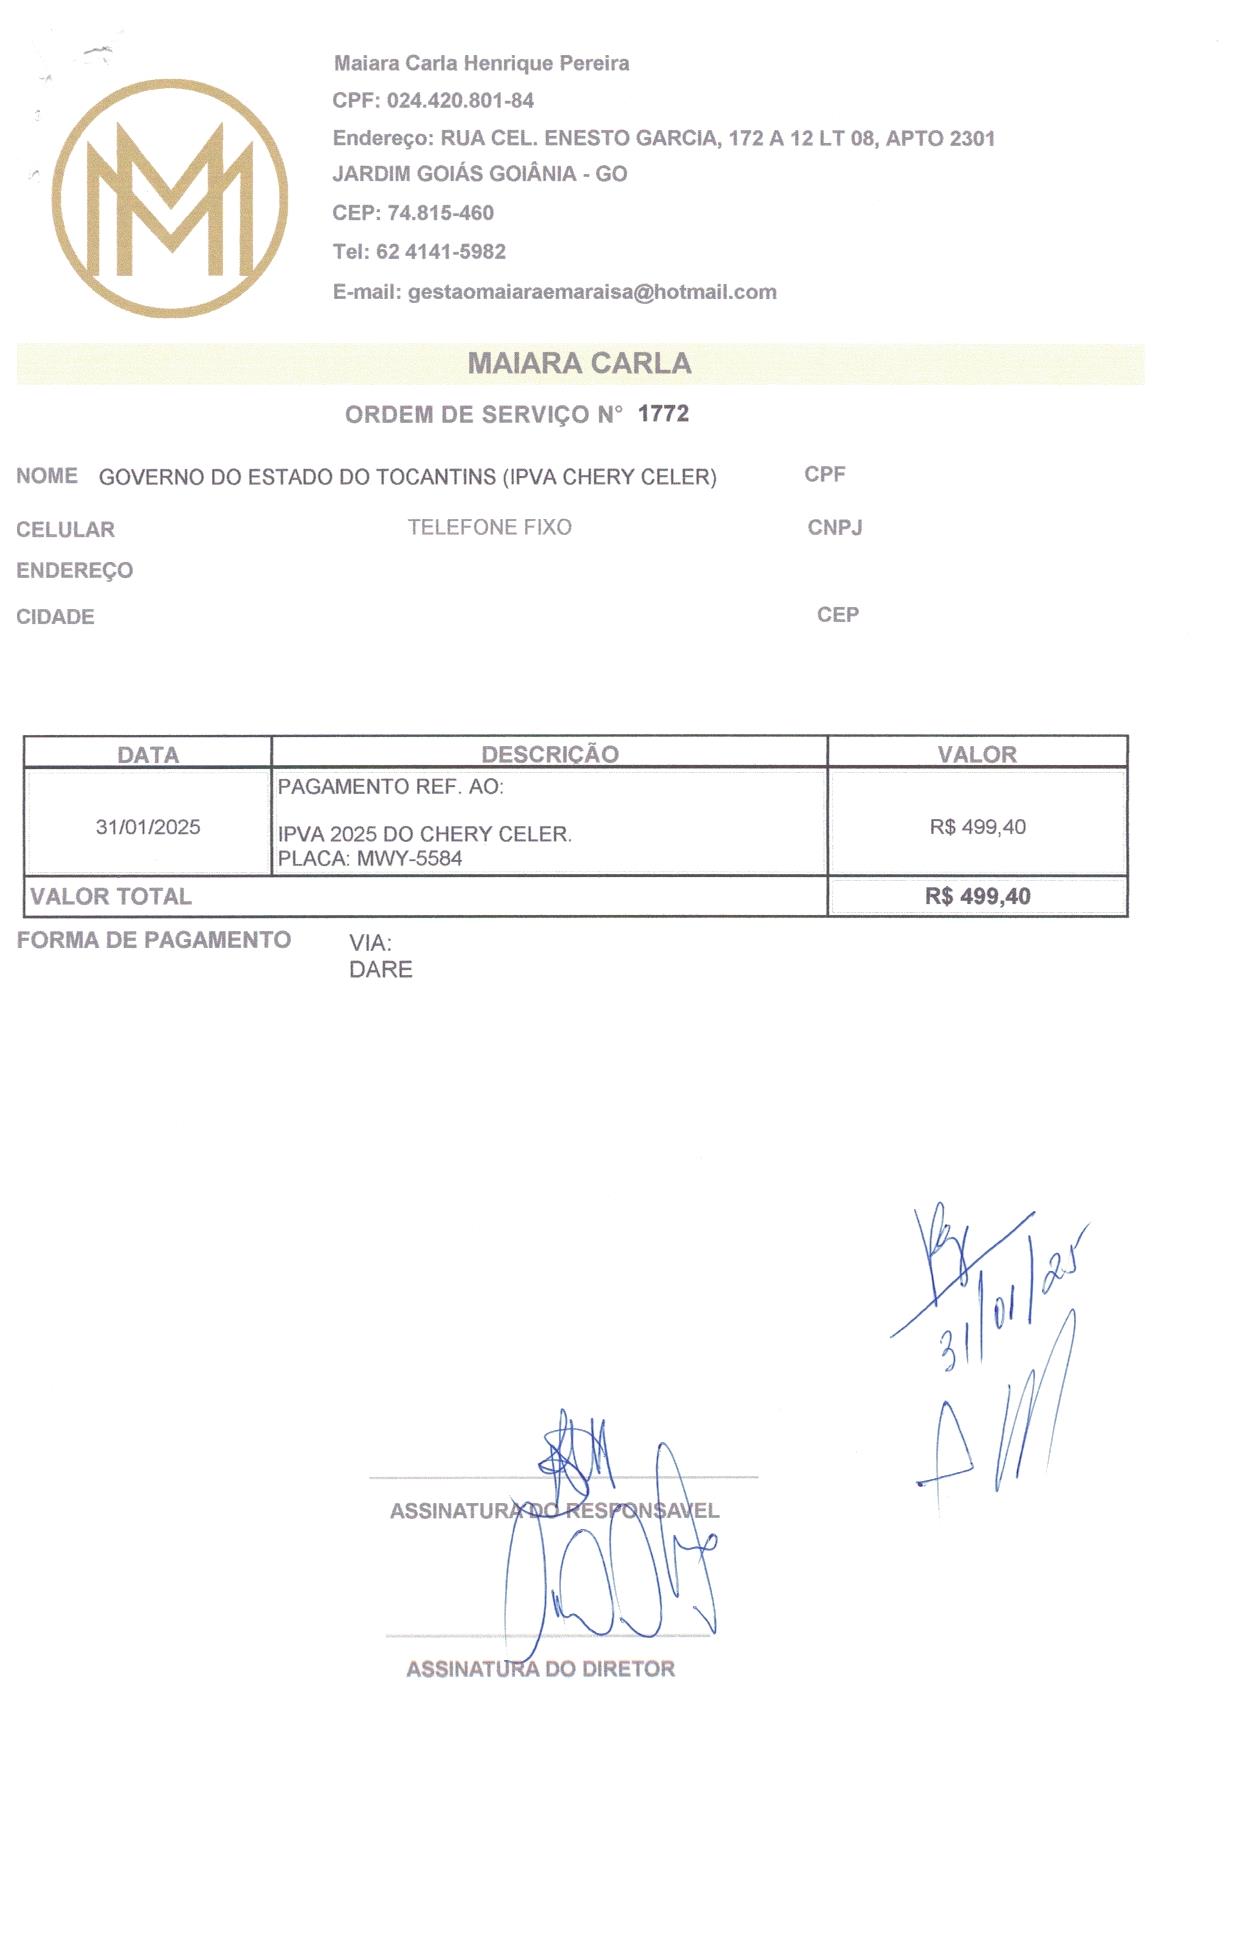 Maiara Carla Henrique Pereira
CPF: 024.420.801-84
Endereço: RUA CEL. ENESTO GARCIA, 172 A 12 LT 08, APTO 2301
JARDIM GOIÁS GOIÂNIA - GO
CEP: 74.815-460
Tel: 62 4141-5982
E-mail: gestaomaiaraemaraisa@hotmail.com
MAIARA CARLA
ORDEM DE SERVIÇO N° 1772
NOME GOVERNO DO ESTADO DO TOCANTINS (IPVA CHERY CELER) CPF
CELULAR TELEFONE FIXO CNPJ
ENDEREÇO
CIDADE CEP
DATA DESCRIÇÃO VALOR
PAGAMENTO REF. AO:
31/01/2025 IPVA 2025 DO CHERY CELER. R$ 499,40
PLACA: MWY-5584
VALOR TOTAL R$ 499,40
FORMA DE PAGAMENTO VIA:
DARE
31/01/25
ASSINATURA DO RESPONSAVEL
ASSINATURA DO DIRETOR